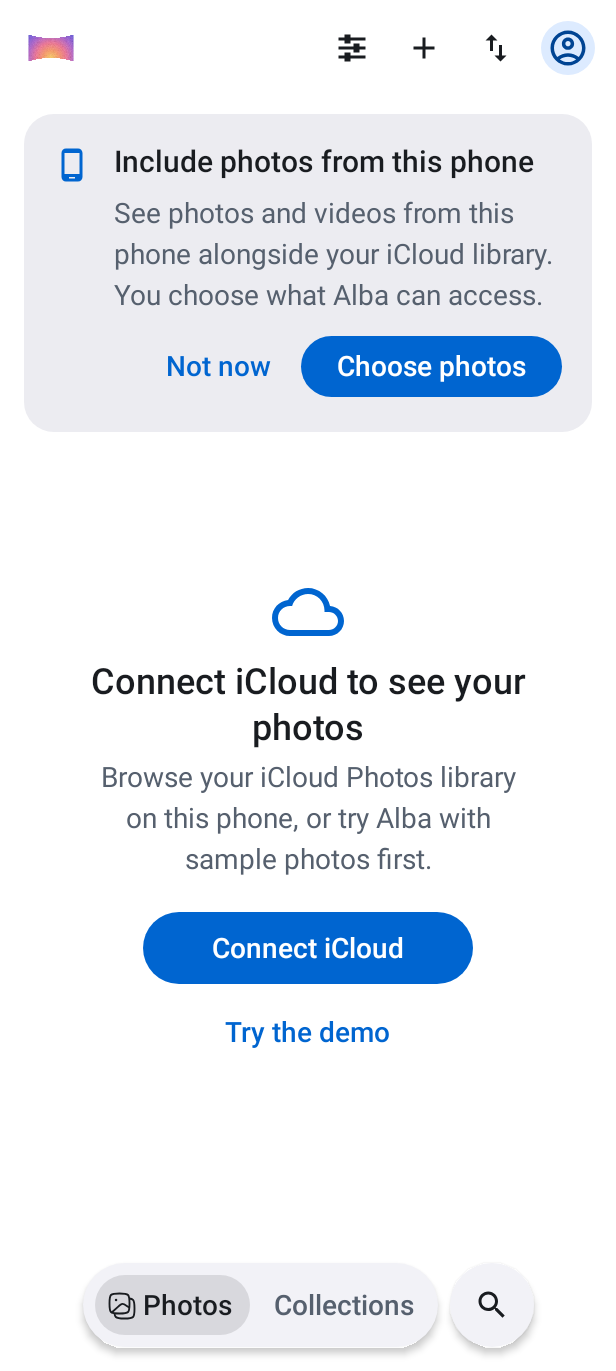 Include photos from this phone
See photos and videos from this
phone alongside your iCloud library.
You choose what Alba can access.
Not now
Choose photos
Connect iCloud to see your
photos
Browse your iCloud Photos library
on this phone, or try Alba with
sample photos first.
Connect iCloud
Try the demo
Photos
Collections